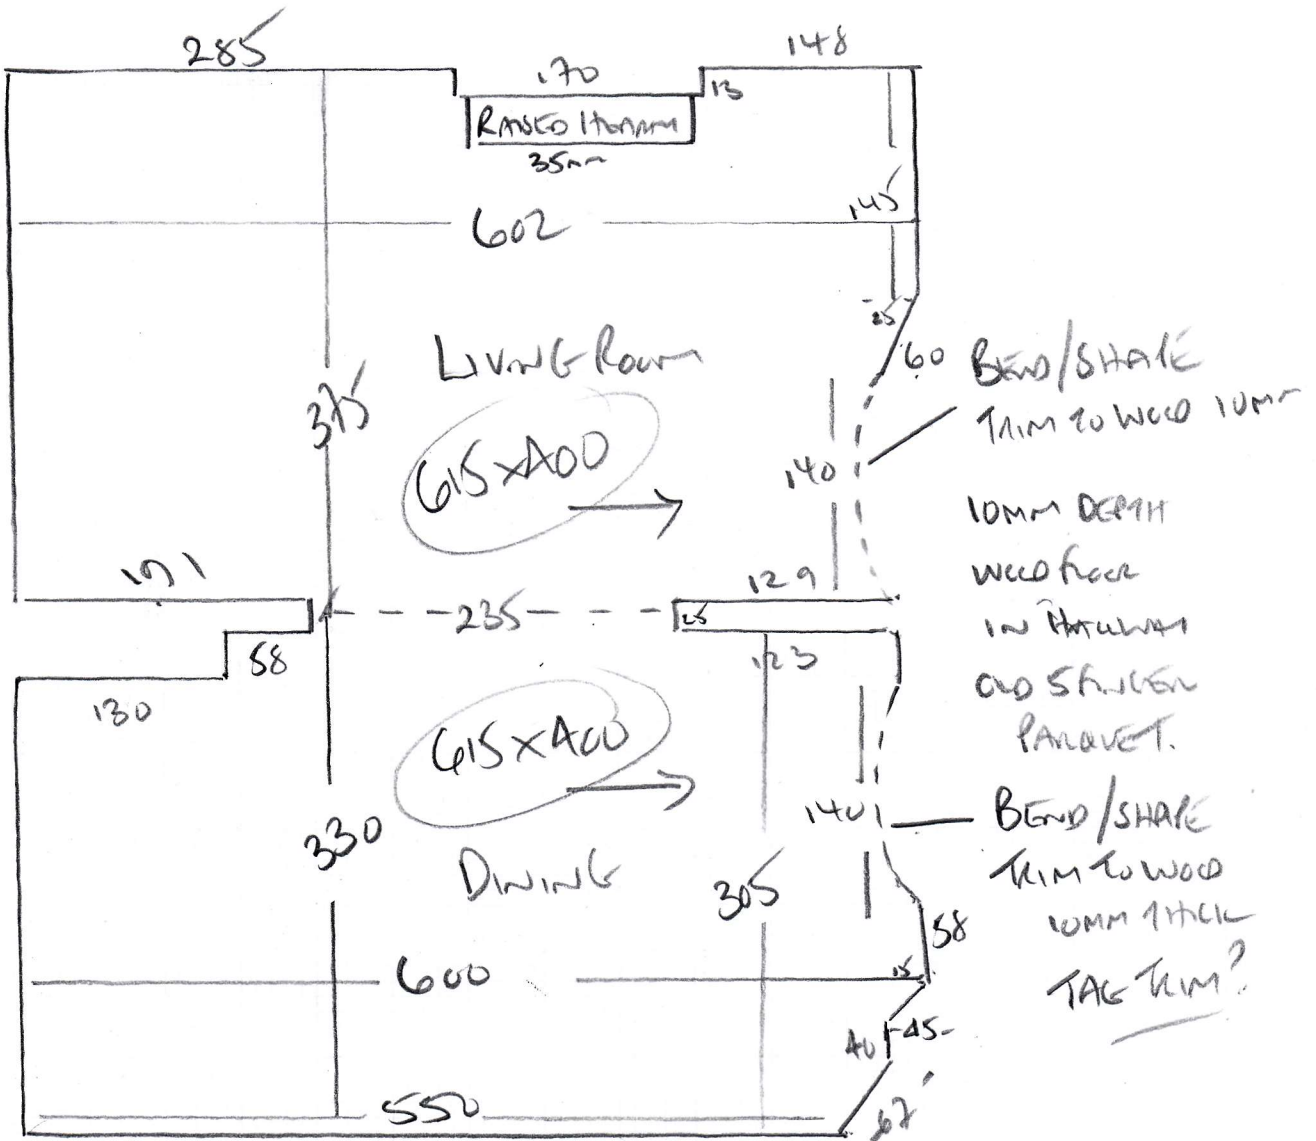 285
148
170
13
RAISED HEARTH
35mm
145
602
25
LIVING ROOM
60
BEND/SHAPE
TRIM TO WOOD 10MM
375
615x400
140
10MM DEPTH
WOOD FLOOR
IN HALLWAY
OLD 5 FINGER
PARQUET.
191
129
235
25
58
123
130
615x400
140
BEND/SHAPE
TRIM TO WOOD
10MM THICK
TAG TRIM?
330
DINING
305
58
600
15
45
40
550
67